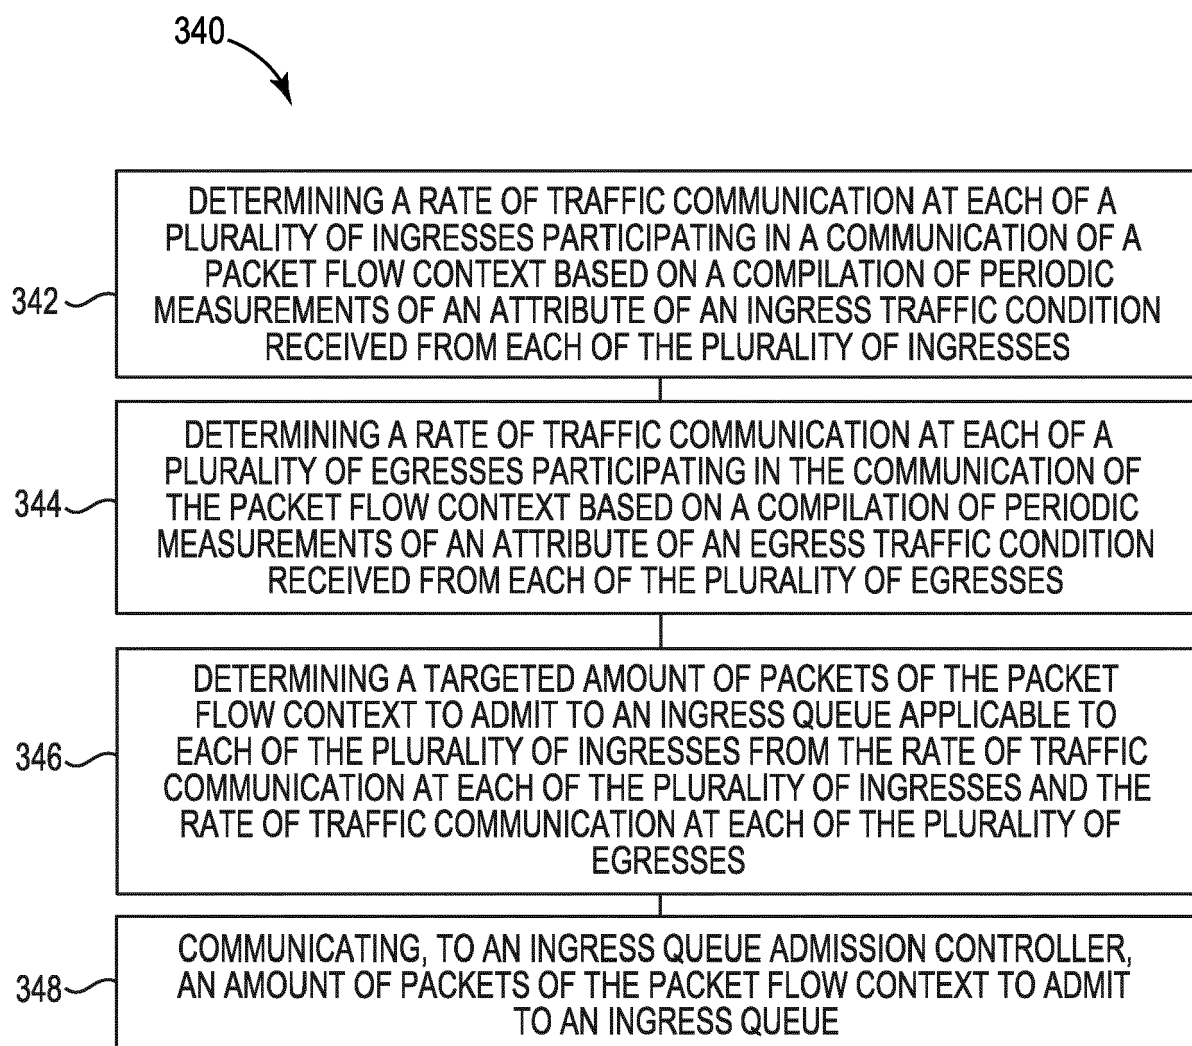 340
DETERMINING A RATE OF TRAFFIC COMMUNICATION AT EACH OF A
PLURALITY OF INGRESSES PARTICIPATING IN A COMMUNICATION OF A
PACKET FLOW CONTEXT BASED ON A COMPILATION OF PERIODIC
342
MEASUREMENTS OF AN ATTRIBUTE OF AN INGRESS TRAFFIC CONDITION
RECEIVED FROM EACH OF THE PLURALITY OF INGRESSES
DETERMINING A RATE OF TRAFFIC COMMUNICATION AT EACH OF A
PLURALITY OF EGRESSES PARTICIPATING IN THE COMMUNICATION OF
344
THE PACKET FLOW CONTEXT BASED ON A COMPILATION OF PERIODIC
MEASUREMENTS OF AN ATTRIBUTE OF AN EGRESS TRAFFIC CONDITION
RECEIVED FROM EACH OF THE PLURALITY OF EGRESSES
DETERMINING A TARGETED AMOUNT OF PACKETS OF THE PACKET
FLOW CONTEXT TO ADMIT TO AN INGRESS QUEUE APPLICABLE TO
346
EACH OF THE PLURALITY OF INGRESSES FROM THE RATE OF TRAFFIC
COMMUNICATION AT EACH OF THE PLURALITY OF INGRESSES AND THE
RATE OF TRAFFIC COMMUNICATION AT EACH OF THE PLURALITY OF
EGRESSES
COMMUNICATING, TO AN INGRESS QUEUE ADMISSION CONTROLLER,
348
AN AMOUNT OF PACKETS OF THE PACKET FLOW CONTEXT TO ADMIT
TO AN INGRESS QUEUE